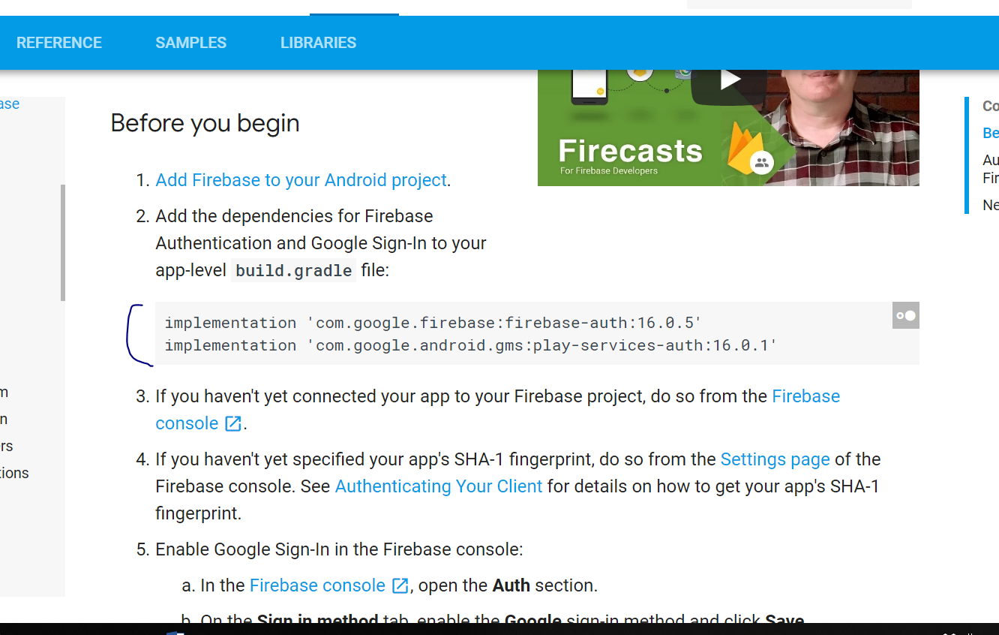 REFERENCE SAMPLES LIBRARIES
ase
Before you begin
Firecasts
For Firebase Developers
1. Add Firebase to your Android project.
2. Add the dependencies for Firebase
Authentication and Google Sign-In to your
app-level build.gradle file:
implementation 'com.google.firebase:firebase-auth:16.0.5'
implementation 'com.google.android.gms:play-services-auth:16.0.1'
3. If you haven't yet connected your app to your Firebase project, do so from the Firebase
console.
4. If you haven't yet specified your app's SHA-1 fingerprint, do so from the Settings page of the
Firebase console. See Authenticating Your Client for details on how to get your app's SHA-1
fingerprint.
5. Enable Google Sign-In in the Firebase console:
a. In the Firebase console, open the Auth section.
b. On the Sign in method tab, enable the Google sign-in method and click Save.
m
n
rs
tions
Co
Be
Au
Fir
Ne